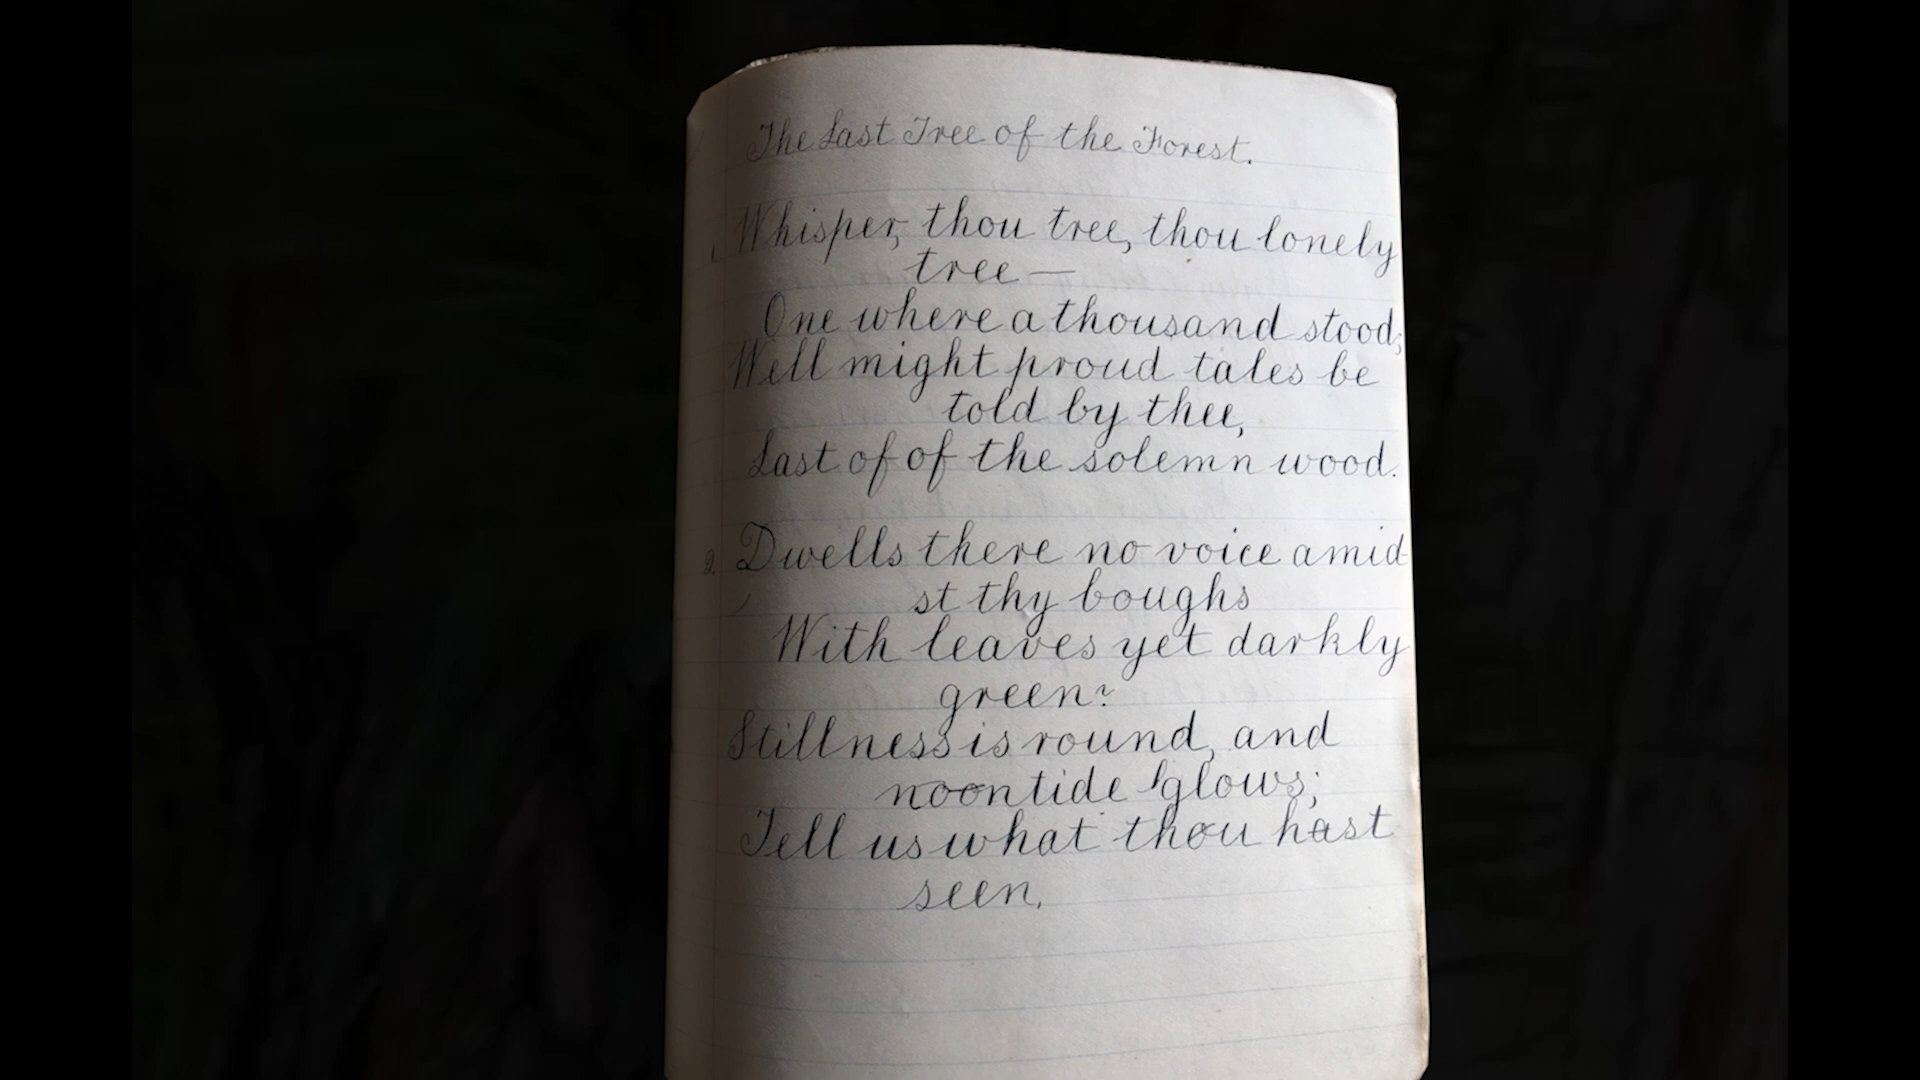 The Last Tree of the Forest.
1. Whisper, thou tree, thou lonely
tree —
One where a thousand stood;
Well might proud tales be
told by thee,
Last of of the solemn wood.
2. Dwells there no voice amid-
st thy boughs
With leaves yet darkly
green?
Stillness is round, and
noontide glows;
Tell us what thou hast
seen.